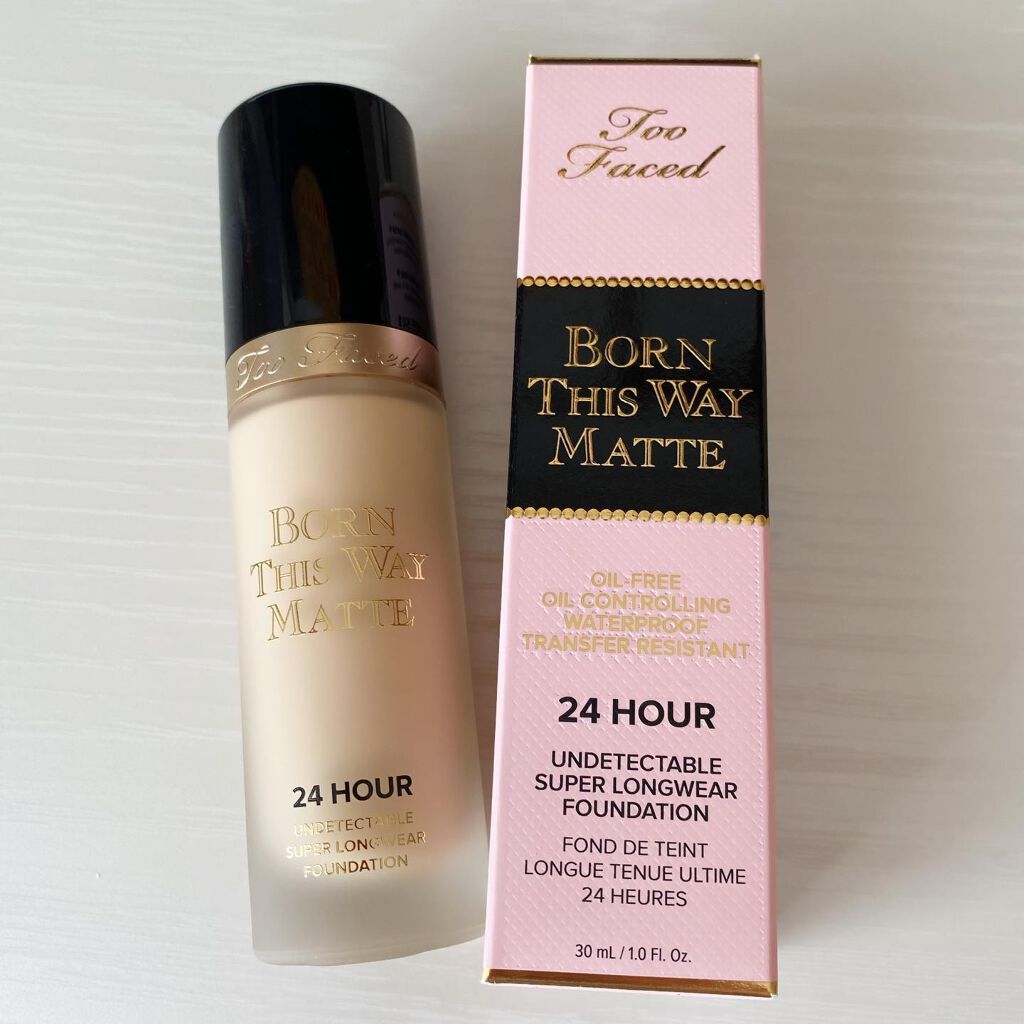 Too Faced
BORN
THIS WAY
MATTE
24 HOUR
UNDETECTABLE
SUPER LONGWEAR
FOUNDATION
Too
Faced
BORN
THIS WAY
MATTE
OIL-FREE
OIL CONTROLLING
WATERPROOF
TRANSFER RESISTANT
24 HOUR
UNDETECTABLE
SUPER LONGWEAR
FOUNDATION
FOND DE TEINT
LONGUE TENUE ULTIME
24 HEURES
30 mL / 1.0 Fl. Oz.